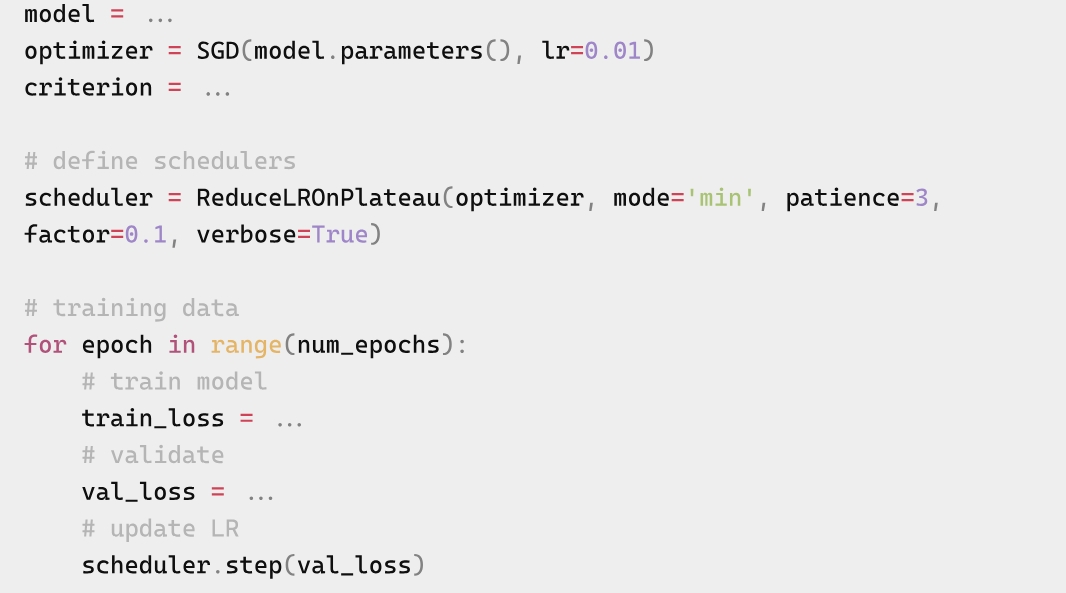 model = ...
optimizer = SGD(model.parameters(), lr=0.01)
criterion = ...
# define schedulers
scheduler = ReduceLROnPlateau(optimizer, mode='min', patience=3,
factor=0.1, verbose=True)
# training data
for epoch in range(num_epochs):
    # train model
    train_loss = ...
    # validate
    val_loss = ...
    # update LR
    scheduler.step(val_loss)